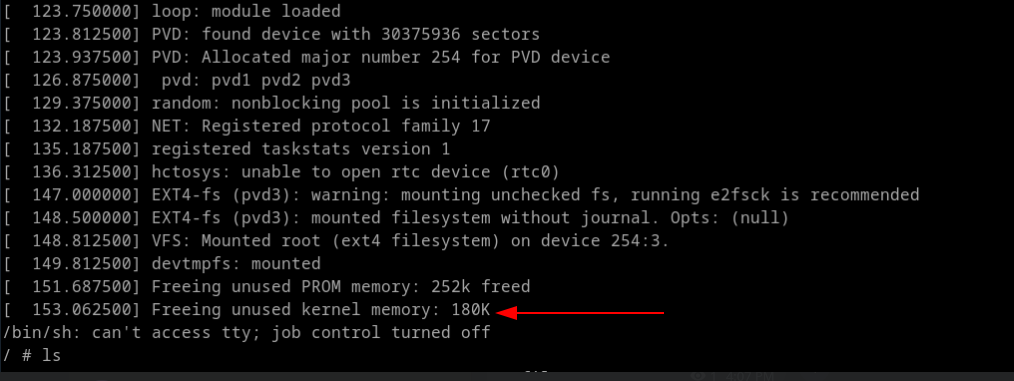 [  123.750000] loop: module loaded
[  123.812500] PVD: found device with 30375936 sectors
[  123.937500] PVD: Allocated major number 254 for PVD device
[  126.875000]  pvd: pvd1 pvd2 pvd3
[  129.375000] random: nonblocking pool is initialized
[  132.187500] NET: Registered protocol family 17
[  135.187500] registered taskstats version 1
[  136.312500] hctosys: unable to open rtc device (rtc0)
[  147.000000] EXT4-fs (pvd3): warning: mounting unchecked fs, running e2fsck is recommended
[  148.500000] EXT4-fs (pvd3): mounted filesystem without journal. Opts: (null)
[  148.812500] VFS: Mounted root (ext4 filesystem) on device 254:3.
[  149.812500] devtmpfs: mounted
[  151.687500] Freeing unused PROM memory: 252k freed
[  153.062500] Freeing unused kernel memory: 180K
/bin/sh: can't access tty; job control turned off
/ # ls